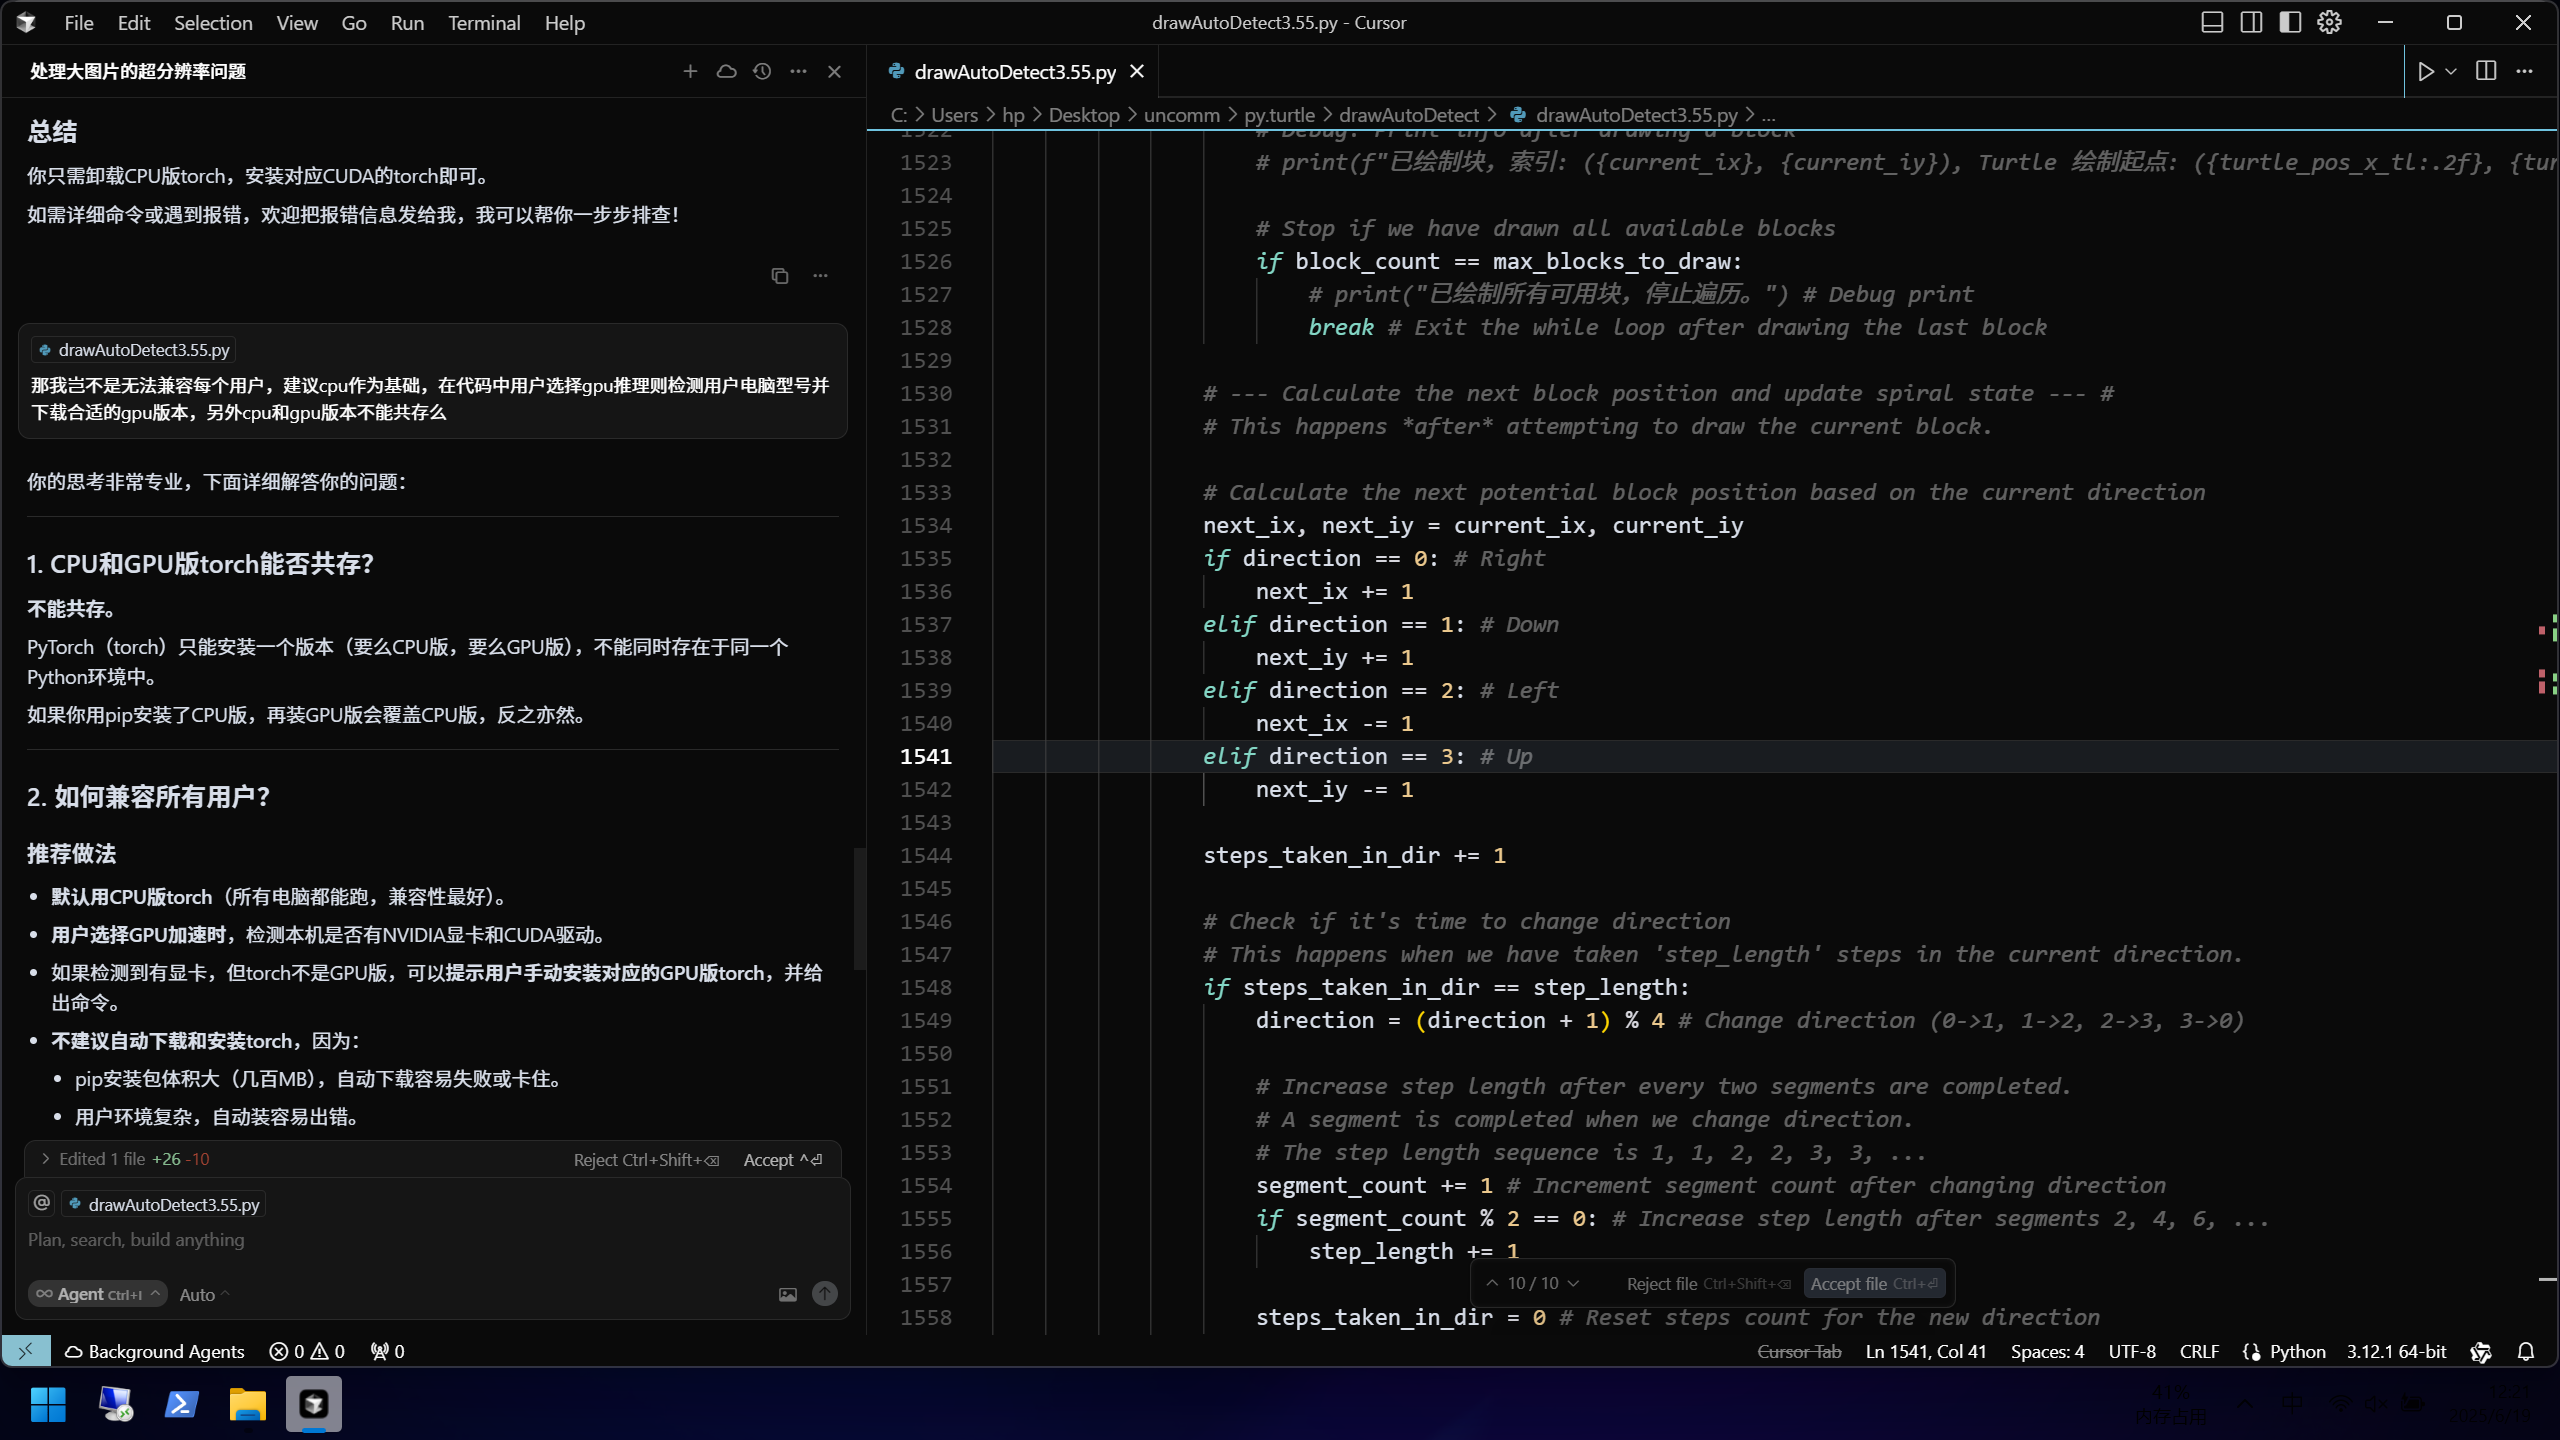 File Edit Selection View Go Run Terminal Help
drawAutoDetect3.55.py - Cursor
处理大图片的超分辨率问题
总结
你只需卸载CPU版torch，安装对应CUDA的torch即可。
如需详细命令或遇到报错，欢迎把报错信息发给我，我可以帮你一步步排查！
drawAutoDetect3.55.py
那我岂不是无法兼容每个用户，建议cpu作为基础，在代码中用户选择gpu推理则检测用户电脑型号并
下载合适的gpu版本，另外cpu和gpu版本不能共存么
你的思考非常专业，下面详细解答你的问题：
1. CPU和GPU版torch能否共存？
不能共存。
PyTorch（torch）只能安装一个版本（要么CPU版，要么GPU版），不能同时存在于同一个
Python环境中。
如果你用pip安装了CPU版，再装GPU版会覆盖CPU版，反之亦然。
2. 如何兼容所有用户？
推荐做法
• 默认用CPU版torch（所有电脑都能跑，兼容性最好）。
• 用户选择GPU加速时，检测本机是否有NVIDIA显卡和CUDA驱动。
• 如果检测到有显卡，但torch不是GPU版，可以提示用户手动安装对应的GPU版torch，并给
出命令。
• 不建议自动下载和安装torch，因为：
• pip安装包体积大（几百MB），自动下载容易失败或卡住。
• 用户环境复杂，自动装容易出错。
Edited 1 file +26 -10 Reject Ctrl+Shift+⌫ Accept ^⏎
@ drawAutoDetect3.55.py
Plan, search, build anything
Agent Ctrl+I Auto
drawAutoDetect3.55.py
C: > Users > hp > Desktop > uncomm > py.turtle > drawAutoDetect > drawAutoDetect3.55.py > ...
1522 # Debug: Print info after drawing a block
1523 # print(f"已绘制块，索引: ({current_ix}, {current_iy}), Turtle 绘制起点: ({turtle_pos_x_tl:.2f}, {tur
1524
1525 # Stop if we have drawn all available blocks
1526 if block_count == max_blocks_to_draw:
1527 # print("已绘制所有可用块，停止遍历。") # Debug print
1528 break # Exit the while loop after drawing the last block
1529
1530 # --- Calculate the next block position and update spiral state --- #
1531 # This happens *after* attempting to draw the current block.
1532
1533 # Calculate the next potential block position based on the current direction
1534 next_ix, next_iy = current_ix, current_iy
1535 if direction == 0: # Right
1536 next_ix += 1
1537 elif direction == 1: # Down
1538 next_iy += 1
1539 elif direction == 2: # Left
1540 next_ix -= 1
1541 elif direction == 3: # Up
1542 next_iy -= 1
1543
1544 steps_taken_in_dir += 1
1545
1546 # Check if it's time to change direction
1547 # This happens when we have taken 'step_length' steps in the current direction.
1548 if steps_taken_in_dir == step_length:
1549 direction = (direction + 1) % 4 # Change direction (0->1, 1->2, 2->3, 3->0)
1550
1551 # Increase step length after every two segments are completed.
1552 # A segment is completed when we change direction.
1553 # The step length sequence is 1, 1, 2, 2, 3, 3, ...
1554 segment_count += 1 # Increment segment count after changing direction
1555 if segment_count % 2 == 0: # Increase step length after segments 2, 4, 6, ...
1556 step_length += 1
1557
1558 steps_taken_in_dir = 0 # Reset steps count for the new direction
10 / 10 Reject file Ctrl+Shift+⌫ Accept file Ctrl+⏎
Background Agents 0 0 0
Cursor Tab Ln 1541, Col 41 Spaces: 4 UTF-8 CRLF Python 3.12.1 64-bit